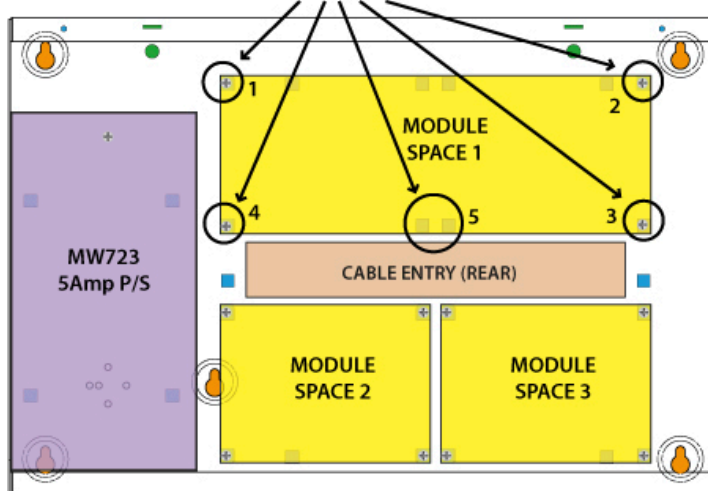 1
2
MODULE
SPACE 1
4
5
3
MW723
5Amp P/S
CABLE ENTRY (REAR)
MODULE
SPACE 2
MODULE
SPACE 3